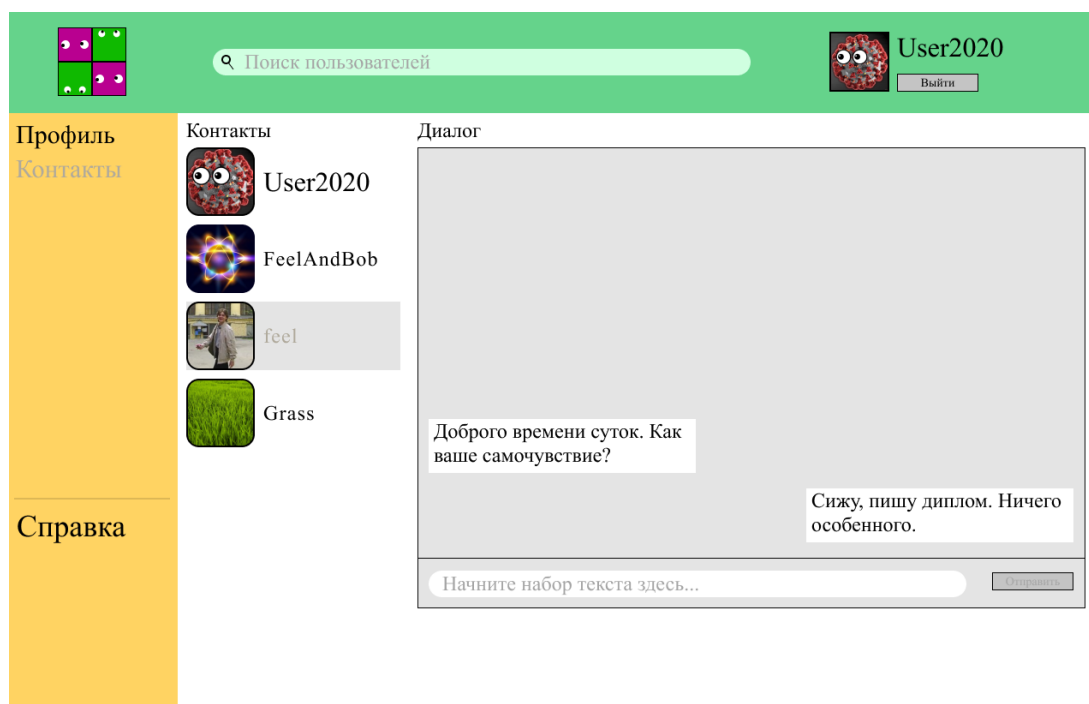 Поиск пользователей
User2020
Выйти
Профиль
Контакты
Справка
Контакты
User2020
FeelAndBob
feel
Grass
Диалог
Доброго времени суток. Как
ваше самочувствие?
Сижу, пишу диплом. Ничего
особенного.
Начните набор текста здесь...
Отправить